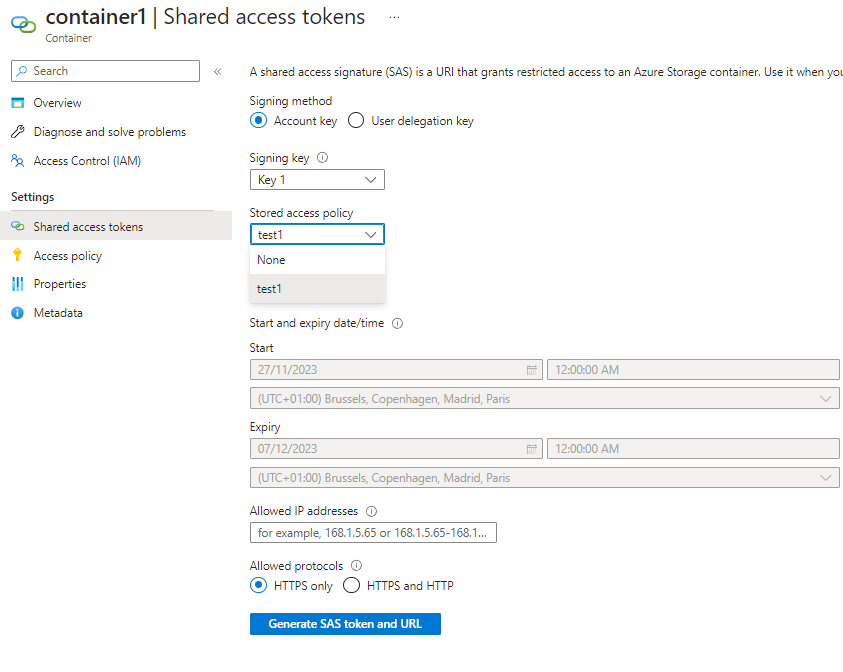 container1 | Shared access tokens ...
Container
Search
«
Overview
Diagnose and solve problems
Access Control (IAM)
Settings
Shared access tokens
Access policy
Properties
Metadata
A shared access signature (SAS) is a URI that grants restricted access to an Azure Storage container. Use it when you
Signing method
Account key User delegation key
Signing key
Key 1
Stored access policy
test1
None
test1
Start and expiry date/time
Start
27/11/2023 12:00:00 AM
(UTC+01:00) Brussels, Copenhagen, Madrid, Paris
Expiry
07/12/2023 12:00:00 AM
(UTC+01:00) Brussels, Copenhagen, Madrid, Paris
Allowed IP addresses
for example, 168.1.5.65 or 168.1.5.65-168.1...
Allowed protocols
HTTPS only HTTPS and HTTP
Generate SAS token and URL